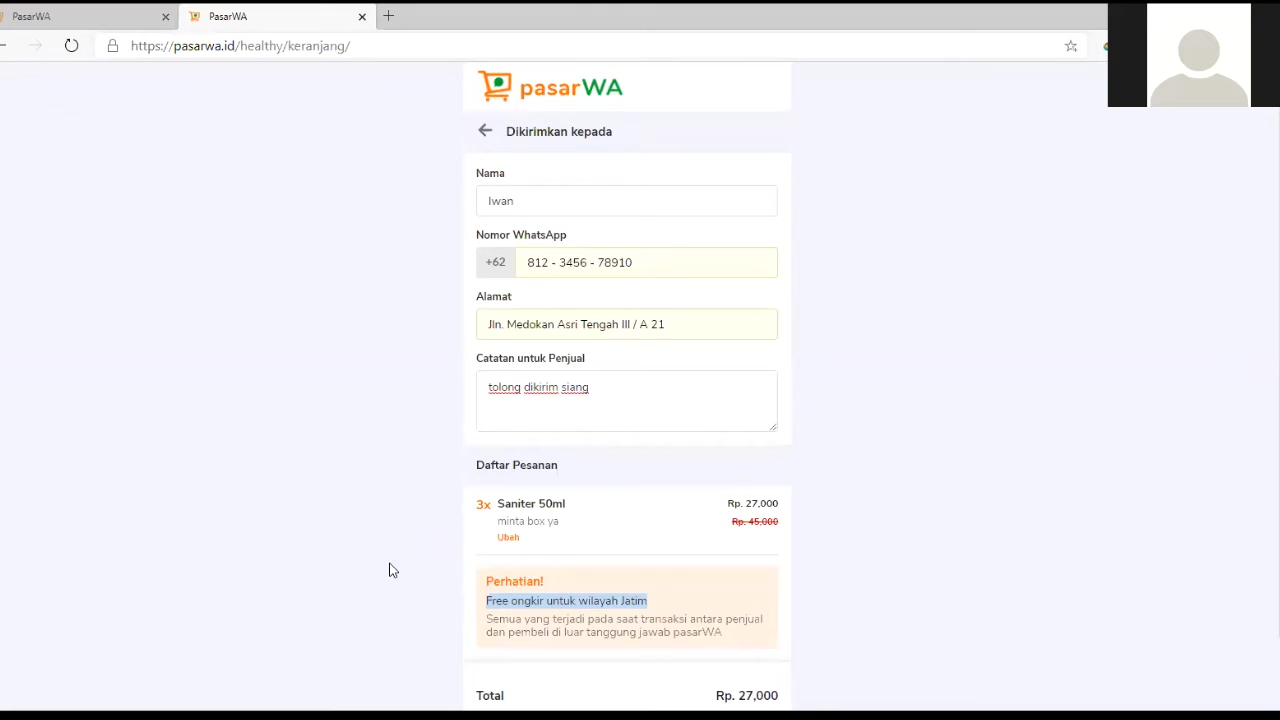 PasarWA
PasarWA
https://pasarwa.id/healthy/keranjang/
pasarWA
Dikirimkan kepada
Nama
Iwan
Nomor WhatsApp
+62 812 - 3456 - 78910
Alamat
Jln. Medokan Asri Tengah III / A 21
Catatan untuk Penjual
tolong dikirim siang
Daftar Pesanan
3x Saniter 50ml Rp. 27,000
minta box ya Rp. 45,000
Ubah
Perhatian!
Free ongkir untuk wilayah Jatim
Semua yang terjadi pada saat transaksi antara penjual
dan pembeli di luar tanggung jawab pasarWA
Total Rp. 27,000